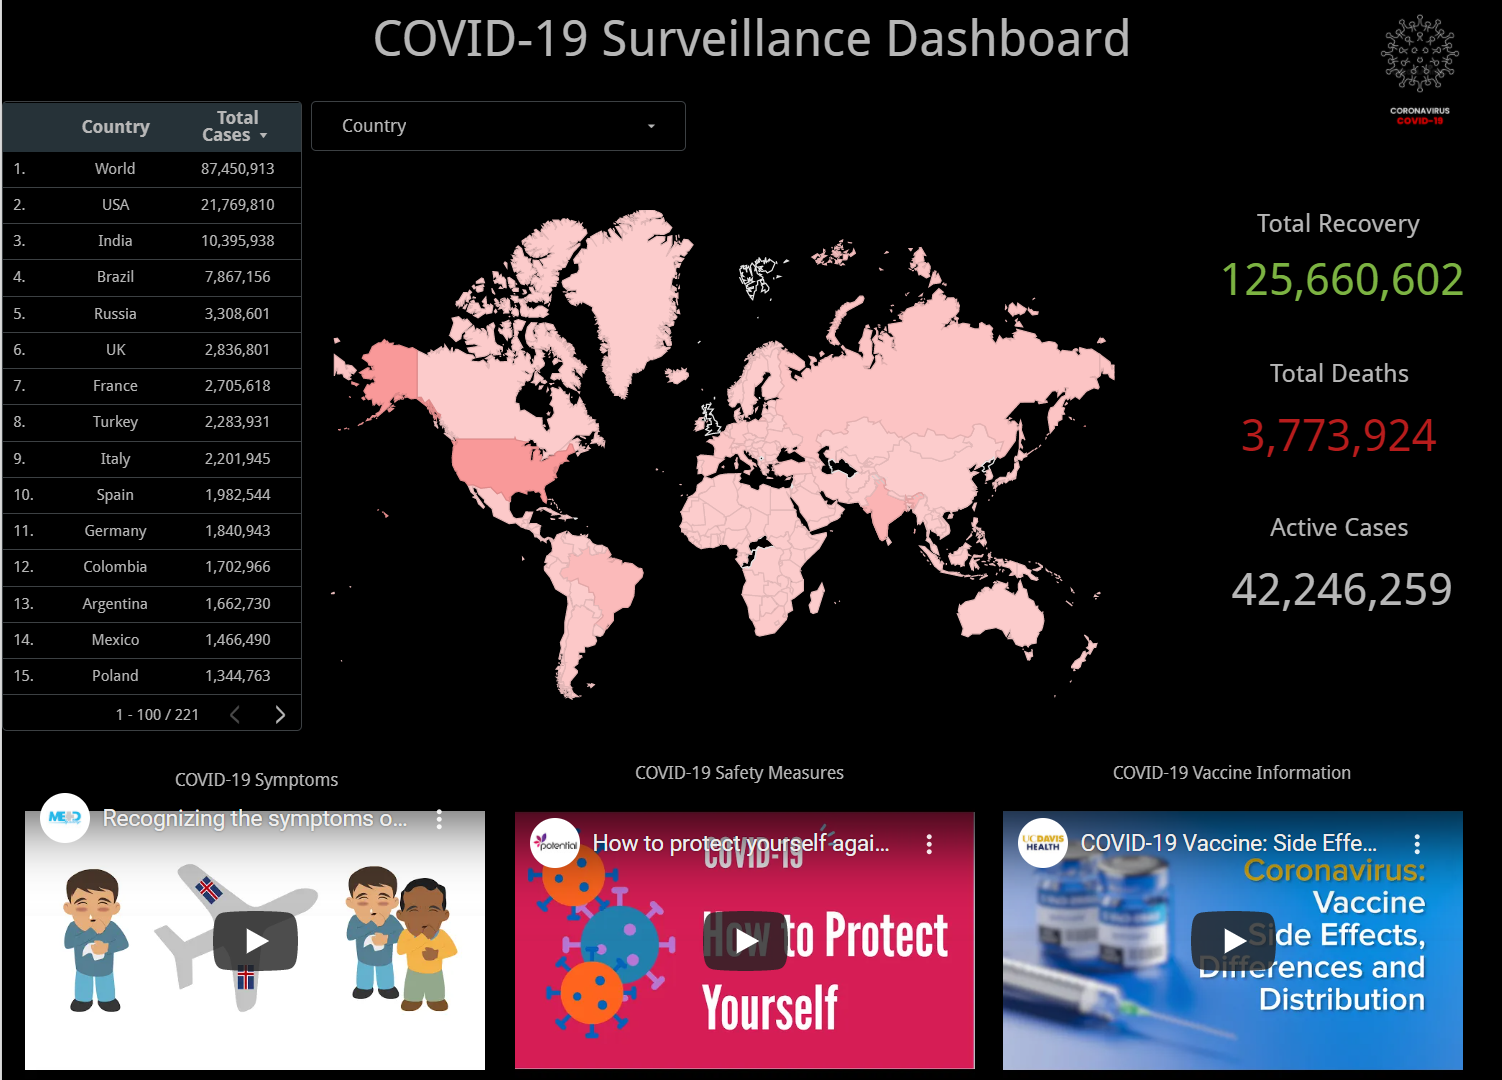 COVID-19 Surveillance Dashboard
CORONAVIRUS
COVID-19
Country
Total
Cases
1. World 87,450,913
2. USA 21,769,810
3. India 10,395,938
4. Brazil 7,867,156
5. Russia 3,308,601
6. UK 2,836,801
7. France 2,705,618
8. Turkey 2,283,931
9. Italy 2,201,945
10. Spain 1,982,544
11. Germany 1,840,943
12. Colombia 1,702,966
13. Argentina 1,662,730
14. Mexico 1,466,490
15. Poland 1,344,763
1 - 100 / 221
Country
Total Recovery
125,660,602
Total Deaths
3,773,924
Active Cases
42,246,259
COVID-19 Symptoms
Recognizing the symptoms o...
COVID-19 Safety Measures
potential
How to protect yourself agai...
COVID-19
How to Protect
Yourself
COVID-19 Vaccine Information
UC DAVIS
HEALTH
COVID-19 Vaccine: Side Effe...
Coronavirus:
Vaccine
Side Effects,
Differences and
Distribution